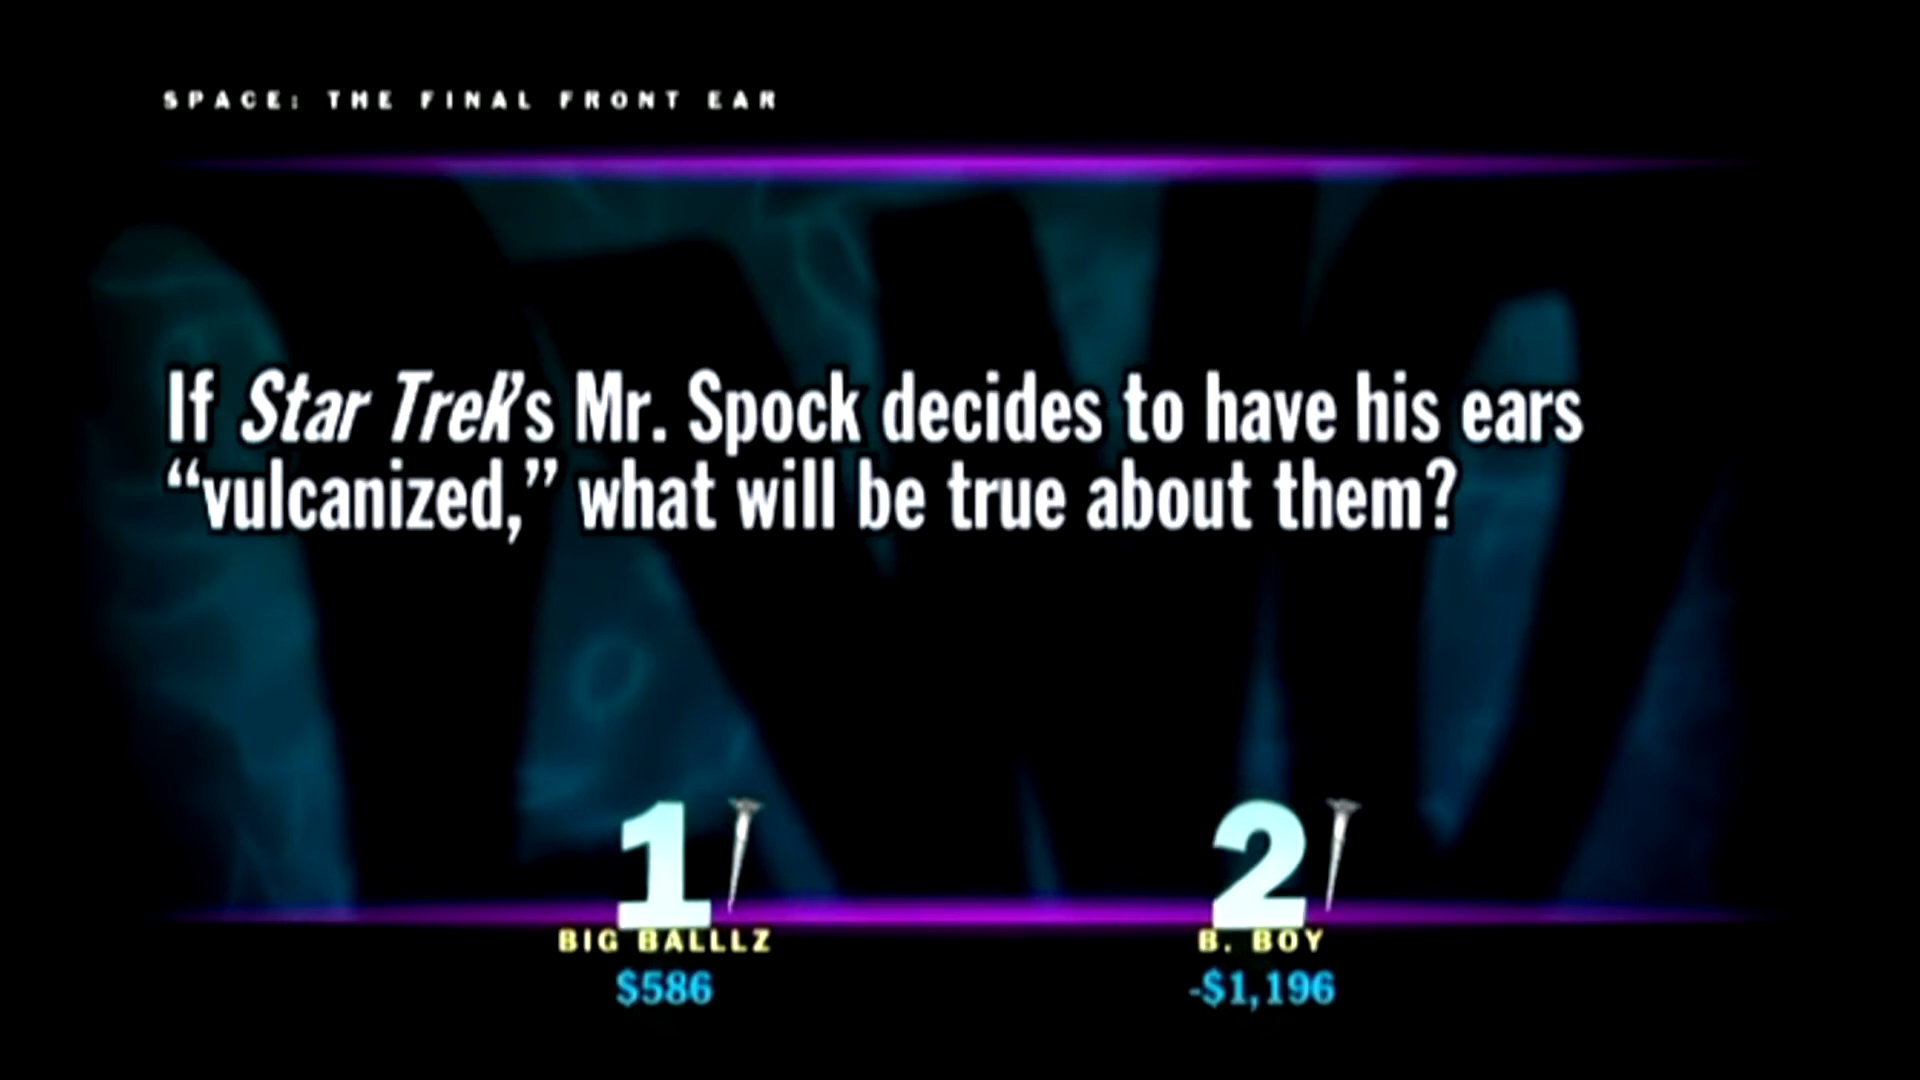 SPACE: THE FINAL FRONT EAR
If Star Trek's Mr. Spock decides to have his ears
“vulcanized,” what will be true about them?
1 2
BIG BALLLZ B. BOY
$586 -$1,196